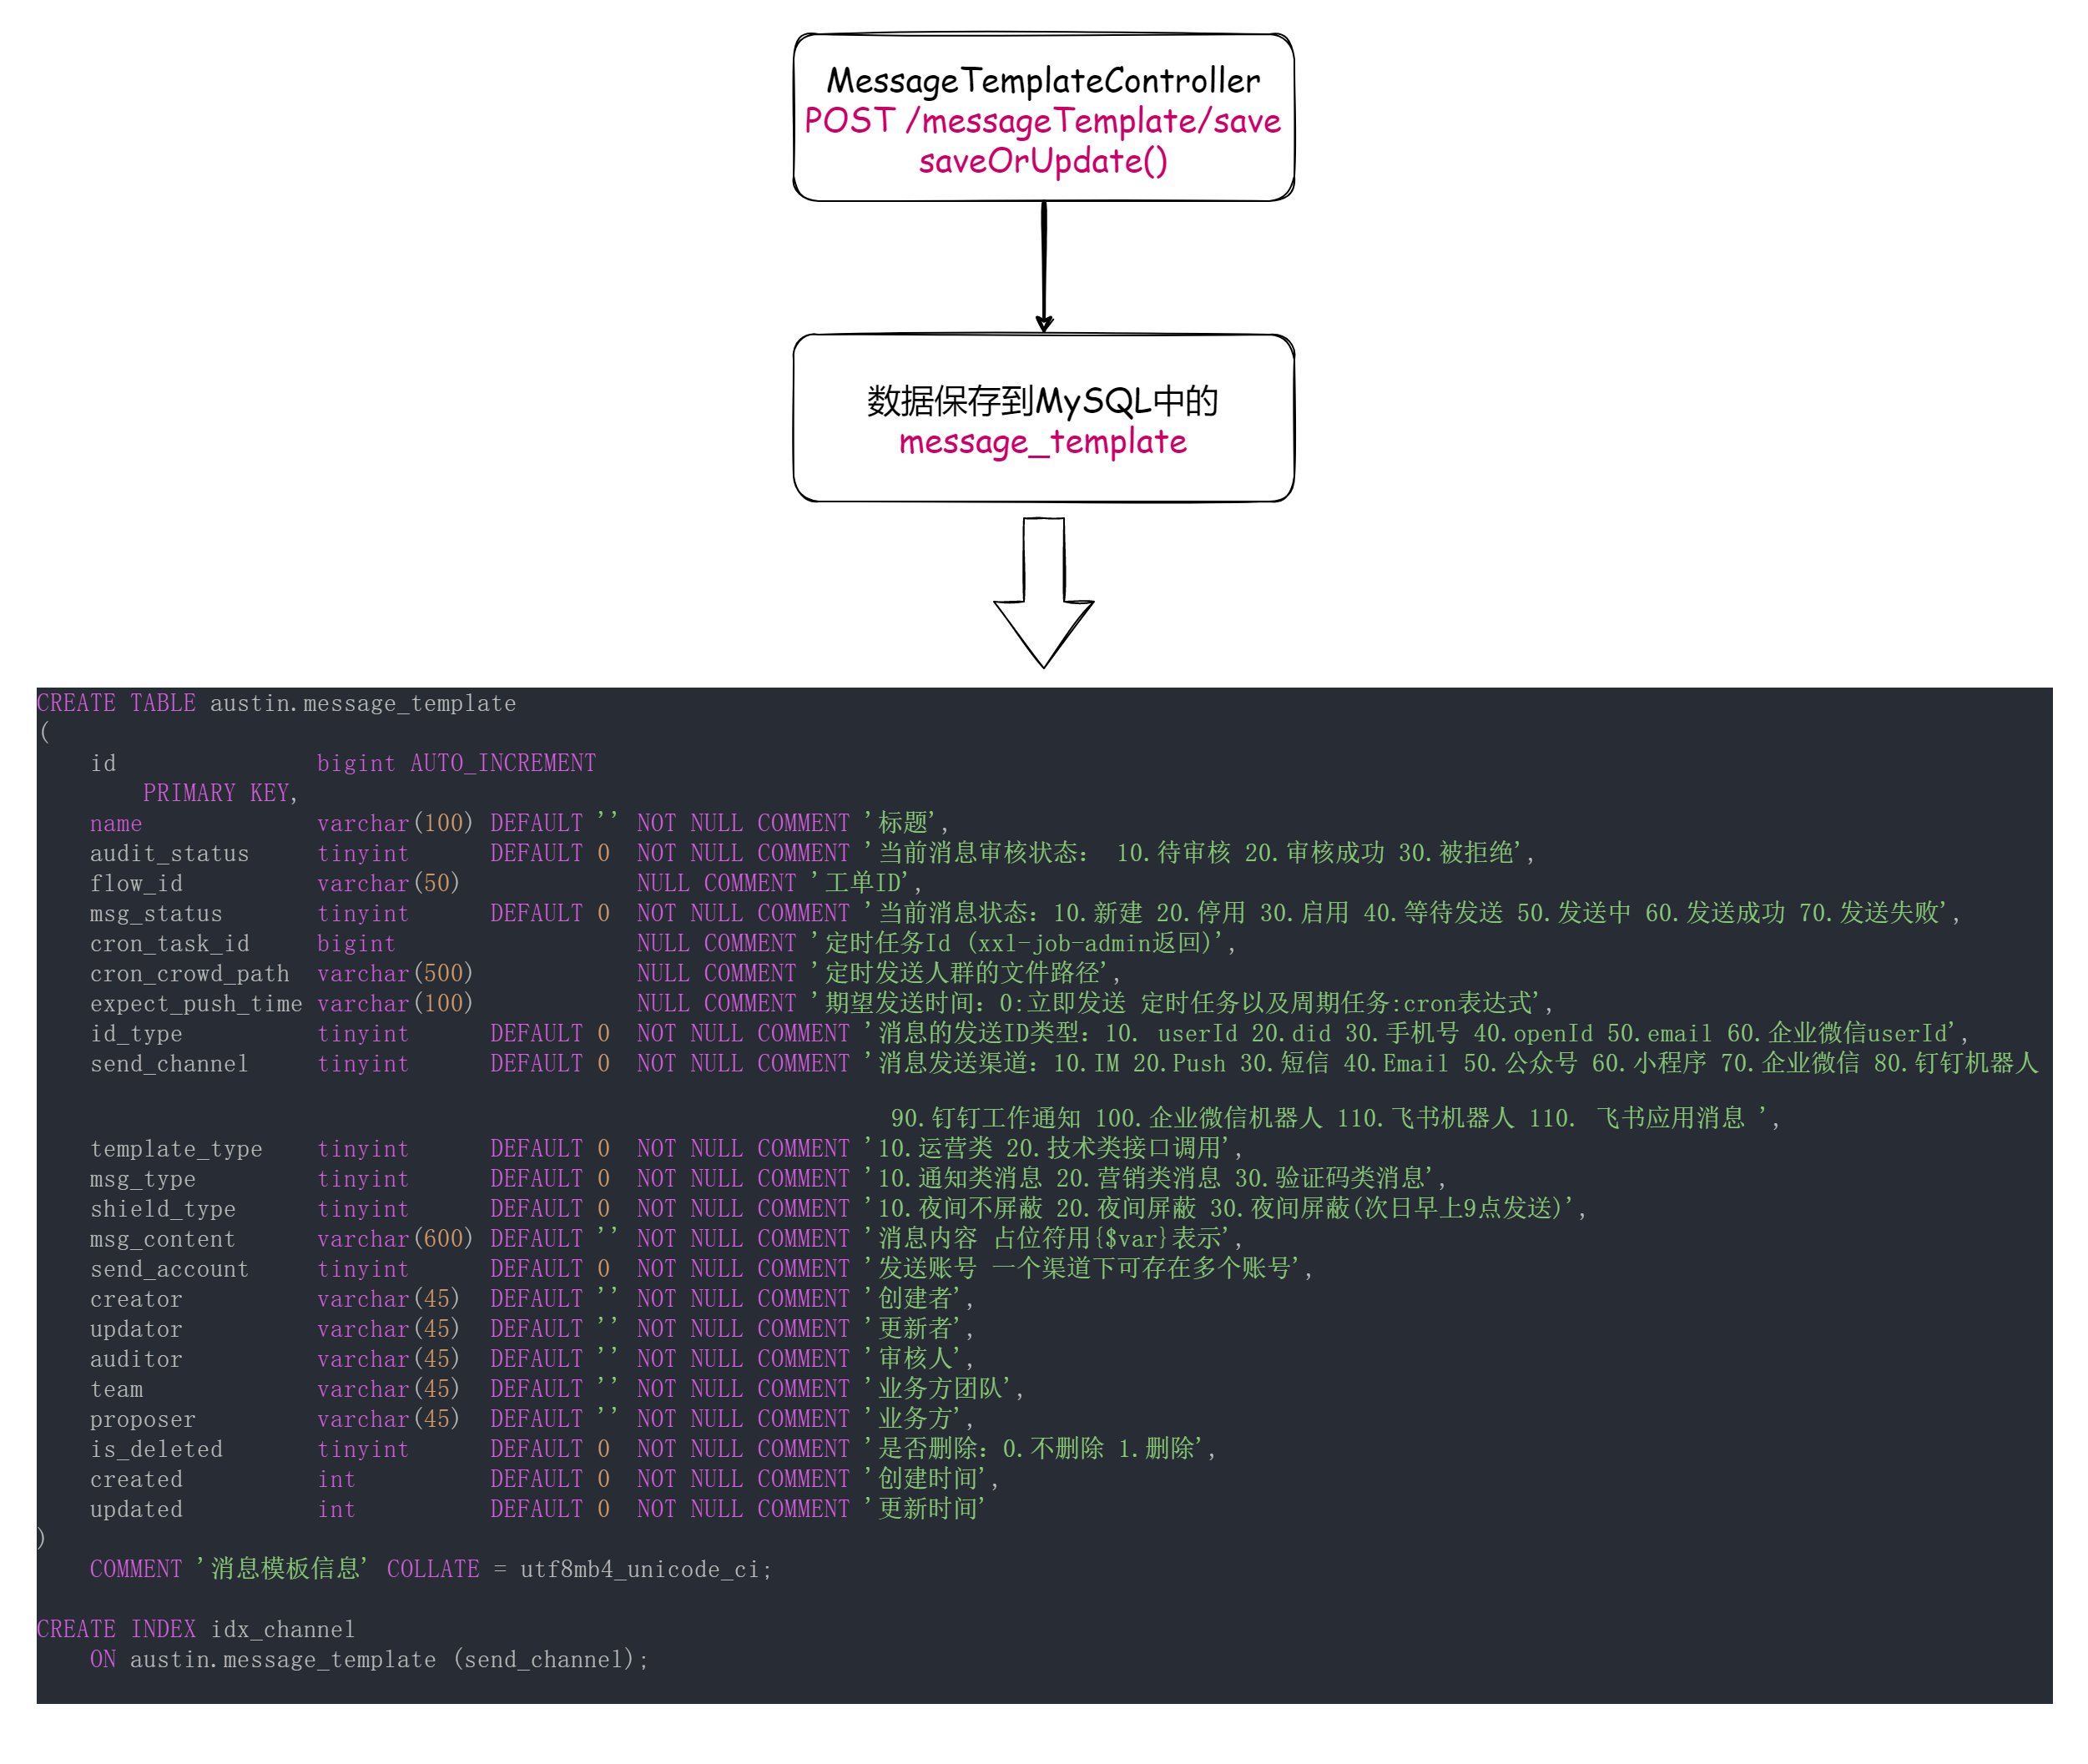 MessageTemplateController
POST /messageTemplate/save
saveOrUpdate()
数据保存到MySQL中的
message_template
CREATE TABLE austin.message_template
(
    id               bigint AUTO_INCREMENT
        PRIMARY KEY,
    name             varchar(100) DEFAULT '' NOT NULL COMMENT '标题',
    audit_status     tinyint      DEFAULT 0  NOT NULL COMMENT '当前消息审核状态： 10.待审核 20.审核成功 30.被拒绝',
    flow_id          varchar(50)             NULL COMMENT '工单ID',
    msg_status       tinyint      DEFAULT 0  NOT NULL COMMENT '当前消息状态：10.新建 20.停用 30.启用 40.等待发送 50.发送中 60.发送成功 70.发送失败',
    cron_task_id     bigint                  NULL COMMENT '定时任务Id (xxl-job-admin返回)',
    cron_crowd_path  varchar(500)            NULL COMMENT '定时发送人群的文件路径',
    expect_push_time varchar(100)            NULL COMMENT '期望发送时间：0:立即发送 定时任务以及周期任务:cron表达式',
    id_type          tinyint      DEFAULT 0  NOT NULL COMMENT '消息的发送ID类型：10. userId 20.did 30.手机号 40.openId 50.email 60.企业微信userId',
    send_channel     tinyint      DEFAULT 0  NOT NULL COMMENT '消息发送渠道：10.IM 20.Push 30.短信 40.Email 50.公众号 60.小程序 70.企业微信 80.钉钉机器人
90.钉钉工作通知 100.企业微信机器人 110.飞书机器人 110. 飞书应用消息 ',
    template_type    tinyint      DEFAULT 0  NOT NULL COMMENT '10.运营类 20.技术类接口调用',
    msg_type         tinyint      DEFAULT 0  NOT NULL COMMENT '10.通知类消息 20.营销类消息 30.验证码类消息',
    shield_type      tinyint      DEFAULT 0  NOT NULL COMMENT '10.夜间不屏蔽 20.夜间屏蔽 30.夜间屏蔽(次日早上9点发送)',
    msg_content      varchar(600) DEFAULT '' NOT NULL COMMENT '消息内容 占位符用{$var}表示',
    send_account     tinyint      DEFAULT 0  NOT NULL COMMENT '发送账号 一个渠道下可存在多个账号',
    creator          varchar(45)  DEFAULT '' NOT NULL COMMENT '创建者',
    updator          varchar(45)  DEFAULT '' NOT NULL COMMENT '更新者',
    auditor          varchar(45)  DEFAULT '' NOT NULL COMMENT '审核人',
    team             varchar(45)  DEFAULT '' NOT NULL COMMENT '业务方团队',
    proposer         varchar(45)  DEFAULT '' NOT NULL COMMENT '业务方',
    is_deleted       tinyint      DEFAULT 0  NOT NULL COMMENT '是否删除：0.不删除 1.删除',
    created          int          DEFAULT 0  NOT NULL COMMENT '创建时间',
    updated          int          DEFAULT 0  NOT NULL COMMENT '更新时间'
)
    COMMENT '消息模板信息' COLLATE = utf8mb4_unicode_ci;
CREATE INDEX idx_channel
    ON austin.message_template (send_channel);